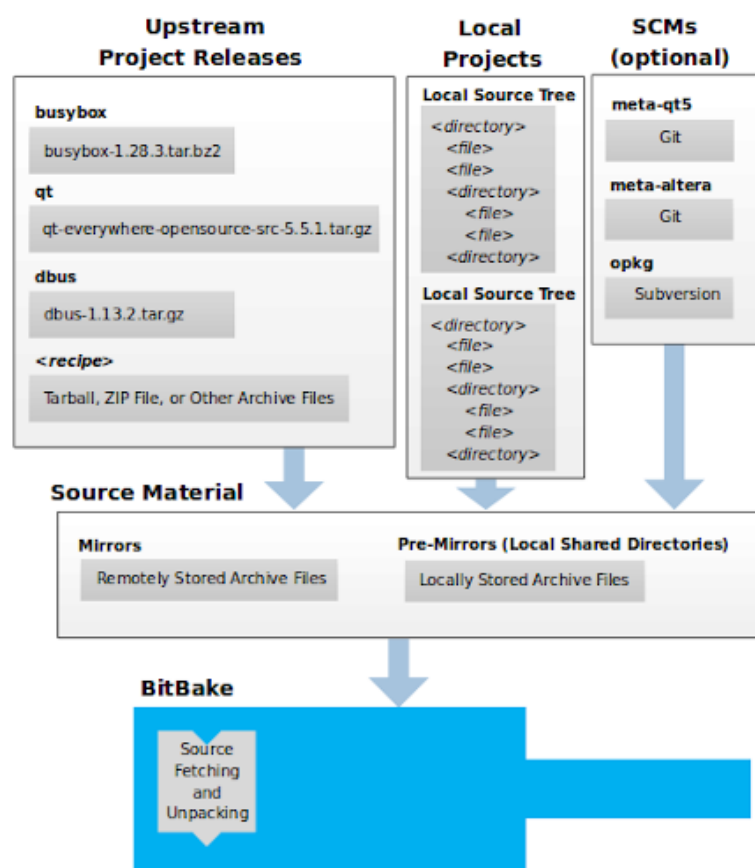 Upstream
Project Releases
busybox
busybox-1.28.3.tar.bz2
qt
qt-everywhere-opensource-src-5.5.1.tar.gz
dbus
dbus-1.13.2.tar.gz
<recipe>
Tarball, ZIP File, or Other Archive Files
Local
Projects
Local Source Tree
<directory>
<file>
<file>
<directory>
<file>
<file>
<directory>
Local Source Tree
<directory>
<file>
<file>
<directory>
<file>
<file>
<directory>
SCMs
(optional)
meta-qt5
Git
meta-altera
Git
opkg
Subversion
Source Material
Mirrors
Remotely Stored Archive Files
Pre-Mirrors (Local Shared Directories)
Locally Stored Archive Files
BitBake
Source
Fetching
and
Unpacking